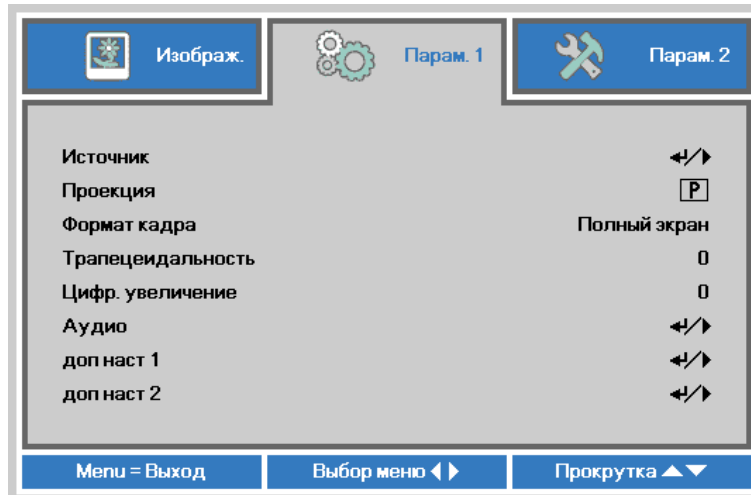 Изображ. Парам. 1 Парам. 2
Источник ↵/▶
Проекция P
Формат кадра Полный экран
Трапецеидальность 0
Цифр. увеличение 0
Аудио ↵/▶
доп наст 1 ↵/▶
доп наст 2 ↵/▶
Menu = Выход Выбор меню ◀▶ Прокрутка ▲▼